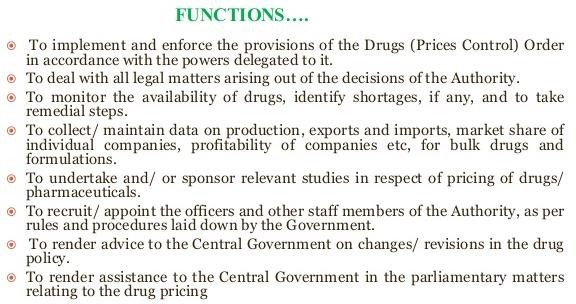 FUNCTIONS....
To implement and enforce the provisions of the Drugs (Prices Control) Order
in accordance with the powers delegated to it.
To deal with all legal matters arising out of the decisions of the Authority.
To monitor the availability of drugs, identify shortages, if any, and to take
remedial steps.
To collect/ maintain data on production, exports and imports, market share of
individual companies, profitability of companies etc, for bulk drugs and
formulations.
To undertake and/ or sponsor relevant studies in respect of pricing of drugs/
pharmaceuticals.
To recruit/ appoint the officers and other staff members of the Authority, as per
rules and procedures laid down by the Government.
To render advice to the Central Government on changes/ revisions in the drug
policy.
To render assistance to the Central Government in the parliamentary matters
relating to the drug pricing